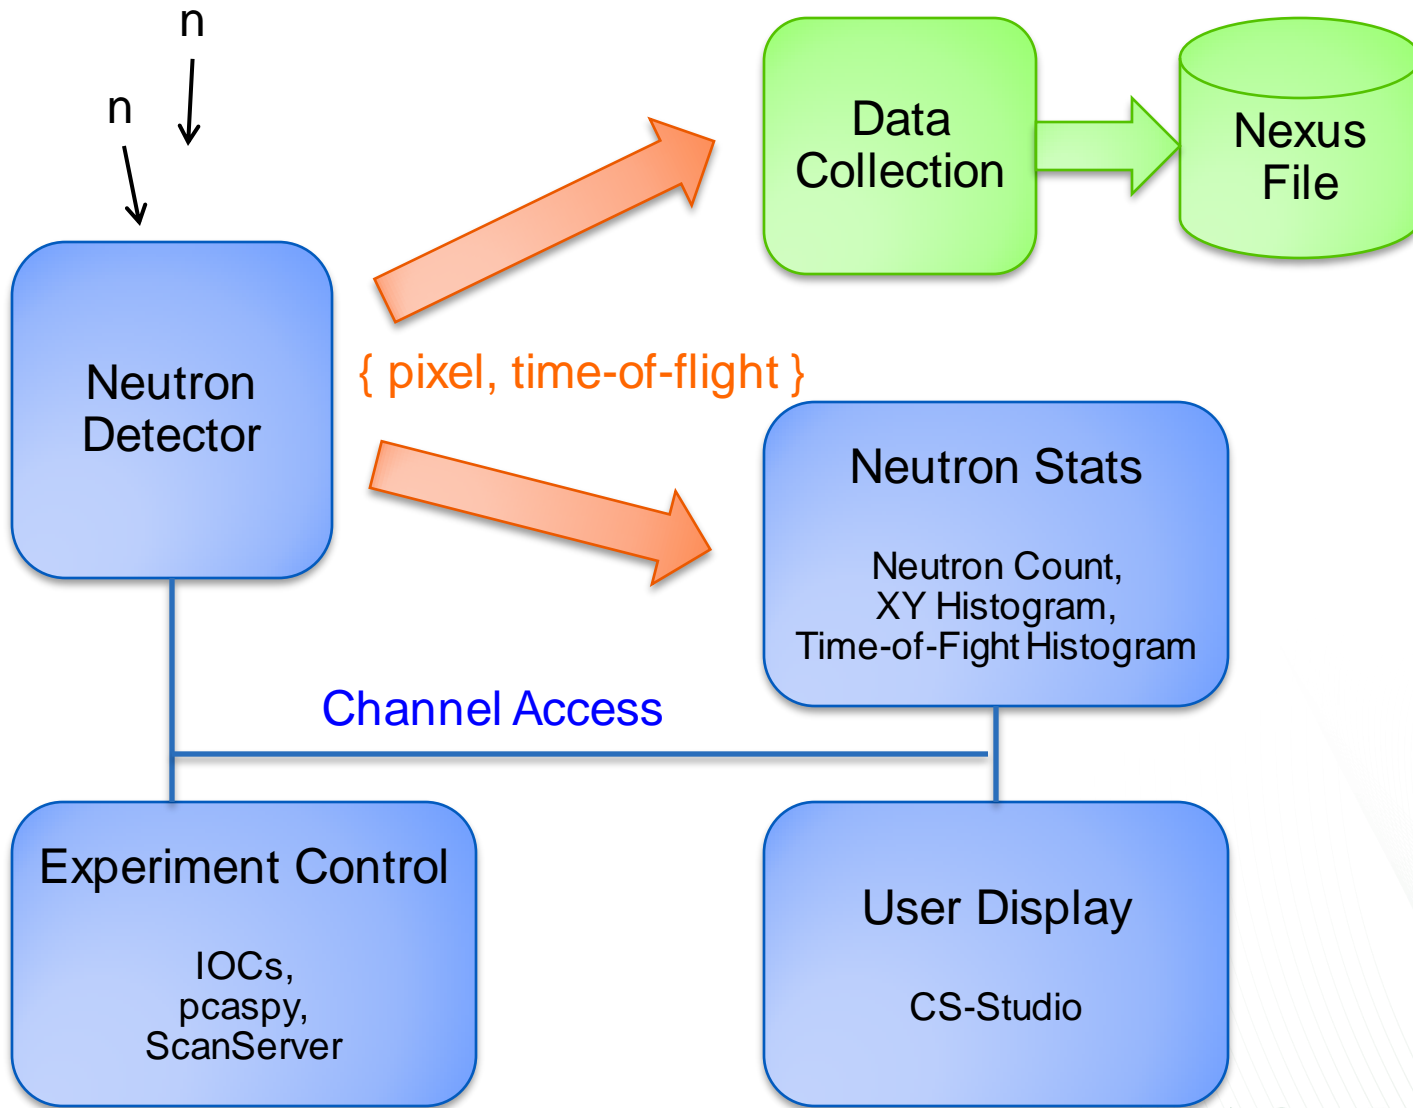 n
n
Data
Collection
Nexus
File
Neutron
Detector
{ pixel, time-of-flight }
Neutron Stats
Neutron Count,
XY Histogram,
Time-of-Fight Histogram
Channel Access
Experiment Control
IOCs,
pcaspy,
ScanServer
User Display
CS-Studio